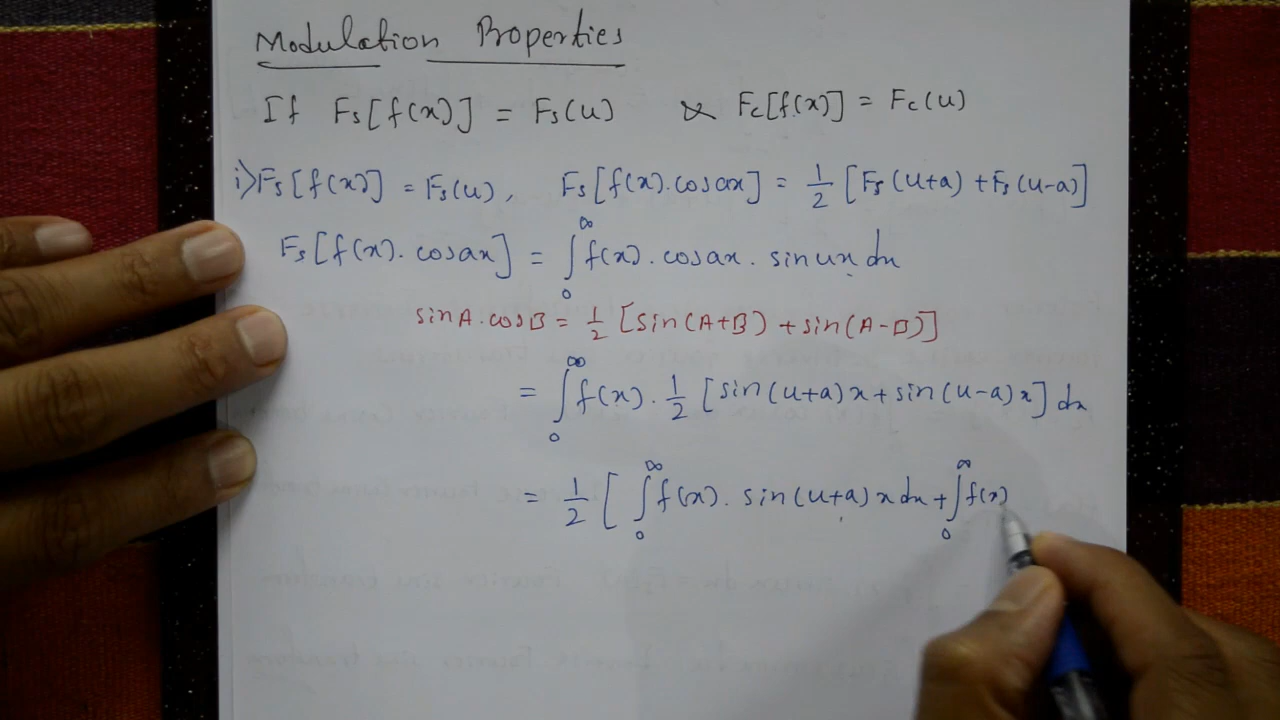 Modulation Properties
If Fs[f(x)] = Fs(u) & Fc[f(x)] = Fc(u)
i) Fs[f(x)] = Fs(u), Fs[f(x).cosax] = 1/2 [Fs(u+a) + Fs(u-a)]
Fs[f(x).cosax] = ∫₀^∞ f(x).cosax.sinux dx
sinA.cosB = 1/2 [sin(A+B) + sin(A-B)]
= ∫₀^∞ f(x).1/2 [sin(u+a)x + sin(u-a)x] dx
= 1/2 [∫₀^∞ f(x).sin(u+a)x dx + ∫₀^∞ f(x)